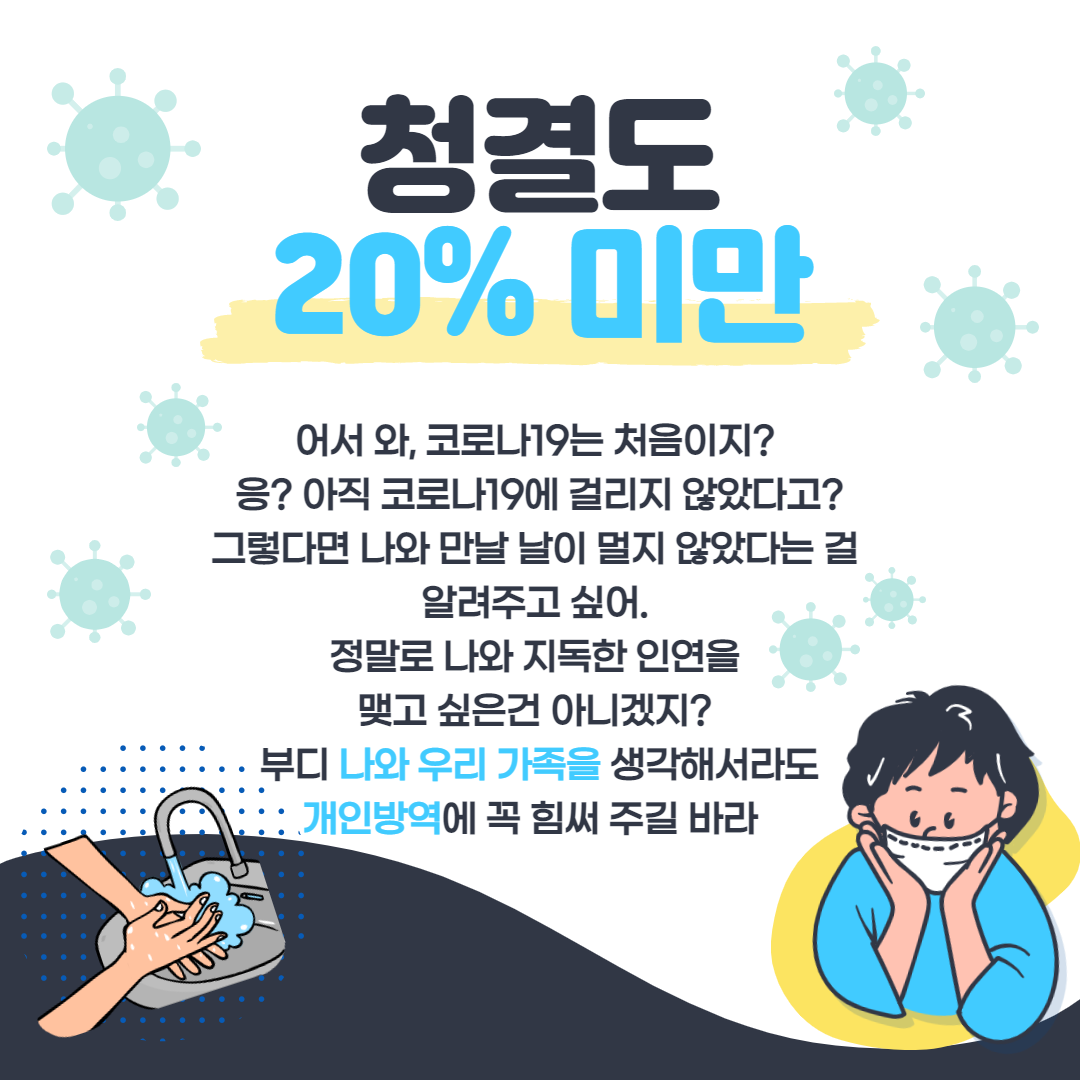 청결도
20% 미만
어서 와, 코로나19는 처음이지?
응? 아직 코로나19에 걸리지 않았다고?
그렇다면 나와 만날 날이 멀지 않았다는 걸
알려주고 싶어.
정말로 나와 지독한 인연을
맺고 싶은건 아니겠지?
부디 나와 우리 가족을 생각해서라도
개인방역에 꼭 힘써 주길 바라